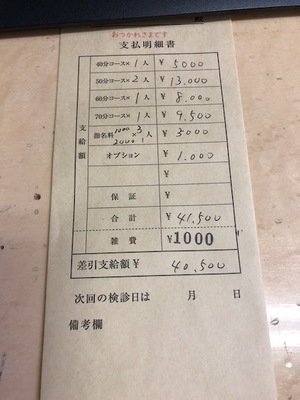 おつかれさまです
支払明細書
支給額
40分コース× 1人 ¥ 5000
50分コース× 2人 ¥ 13.000
60分コース× 1人 ¥ 8.000
70分コース× 1人 ¥ 9.500
指名料 1000 × 3人 ¥ 5000
2000 1
オプション ¥ 1.000
¥
保証 ¥
合計 ¥ 41,500
雑費 ¥1000
差引支給額 ¥ 40,500
次回の検診日は 月 日
備考欄